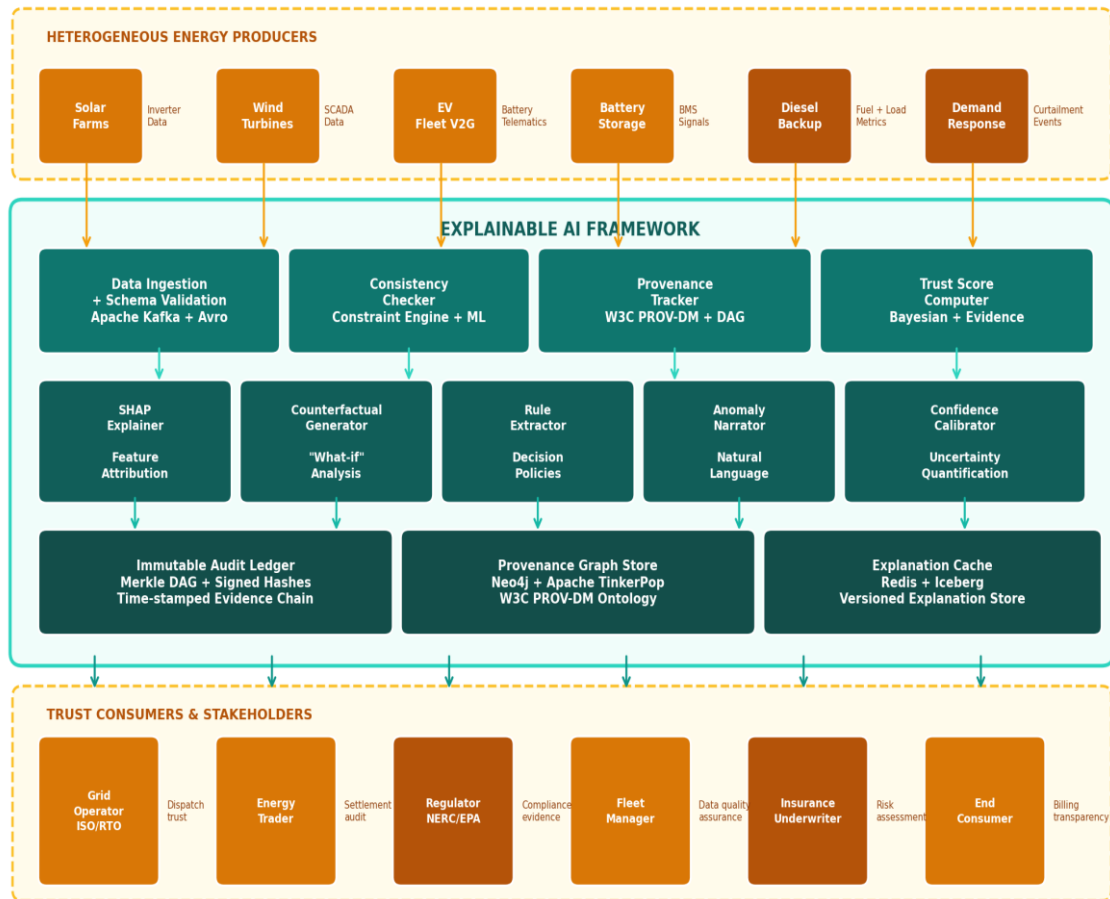 HETEROGENEOUS ENERGY PRODUCERS
Solar
Farms
Inverter
Data
Wind
Turbines
SCADA
Data
EV
Fleet V2G
Battery
Telematics
Battery
Storage
BMS
Signals
Diesel
Backup
Fuel + Load
Metrics
Demand
Response
Curtailment
Events
EXPLAINABLE AI FRAMEWORK
Data Ingestion
+ Schema Validation
Apache Kafka + Avro
Consistency
Checker
Constraint Engine + ML
Provenance
Tracker
W3C PROV-DM + DAG
Trust Score
Computer
Bayesian + Evidence
SHAP
Explainer
Feature
Attribution
Counterfactual
Generator
"What-if"
Analysis
Rule
Extractor
Decision
Policies
Anomaly
Narrator
Natural
Language
Confidence
Calibrator
Uncertainty
Quantification
Immutable Audit Ledger
Merkle DAG + Signed Hashes
Time-stamped Evidence Chain
Provenance Graph Store
Neo4j + Apache TinkerPop
W3C PROV-DM Ontology
Explanation Cache
Redis + Iceberg
Versioned Explanation Store
TRUST CONSUMERS & STAKEHOLDERS
Grid
Operator
ISO/RTO
Dispatch
trust
Energy
Trader
Settlement
audit
Regulator
NERC/EPA
Compliance
evidence
Fleet
Manager
Data quality
assurance
Insurance
Underwriter
Risk
assessment
End
Consumer
Billing
transparency